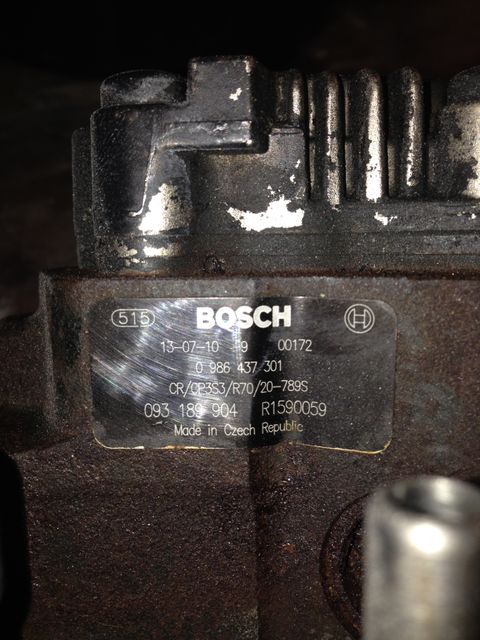 515 BOSCH H
13-07-10 9 00172
0 986 437 301
CR/CP3S3/R70/20-789S
093 189 904 R1590059
Made in Czech Republic